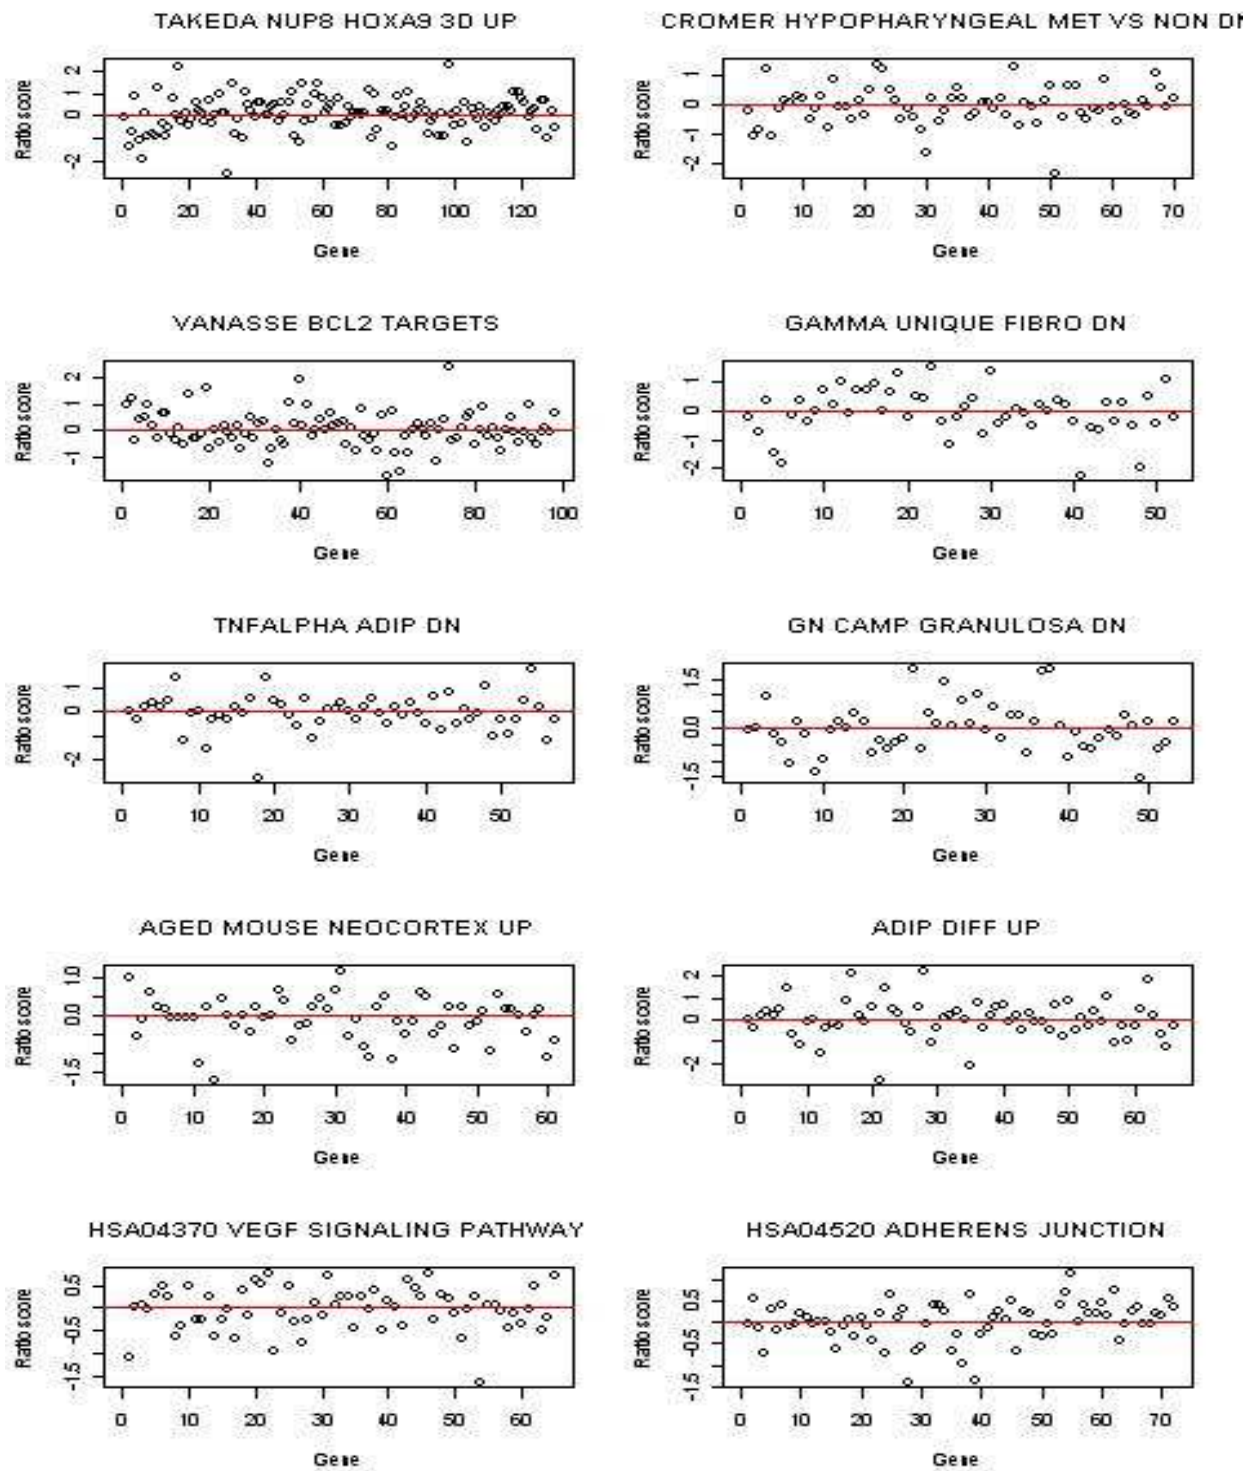 TAKEDA NUP8 HOXA9 3D UP
Ratio score
2
0
-2
0 20 40 60 80 100 120
Gene
CROMER HYPOPHARYNGEAL MET VS NON DN
Ratio score
1
0
-1
-2
0 10 20 30 40 50 60 70
Gene
VANASSE BCL2 TARGETS
Ratio score
2
1
0
-1
0 20 40 60 80 100
Gene
GAMMA UNIQUE FIBRO DN
Ratio score
1
0
-1
-2
0 10 20 30 40 50
Gene
TNFALPHA ADIP DN
Ratio score
1
0
-2
0 10 20 30 40 50
Gene
GN CAMP GRANULOSA DN
Ratio score
1.5
0.0
-1.5
0 10 20 30 40 50
Gene
AGED MOUSE NEOCORTEX UP
Ratio score
1.0
0.0
-1.5
0 10 20 30 40 50 60
Gene
ADIP DIFF UP
Ratio score
2
1
0
-2
0 10 20 30 40 50 60
Gene
HSA04370 VEGF SIGNALING PATHWAY
Ratio score
0.5
-0.5
-1.5
0 10 20 30 40 50 60
Gene
HSA04520 ADHERENS JUNCTION
Ratio score
0.5
-0.5
-1.5
0 10 20 30 40 50 60 70
Gene